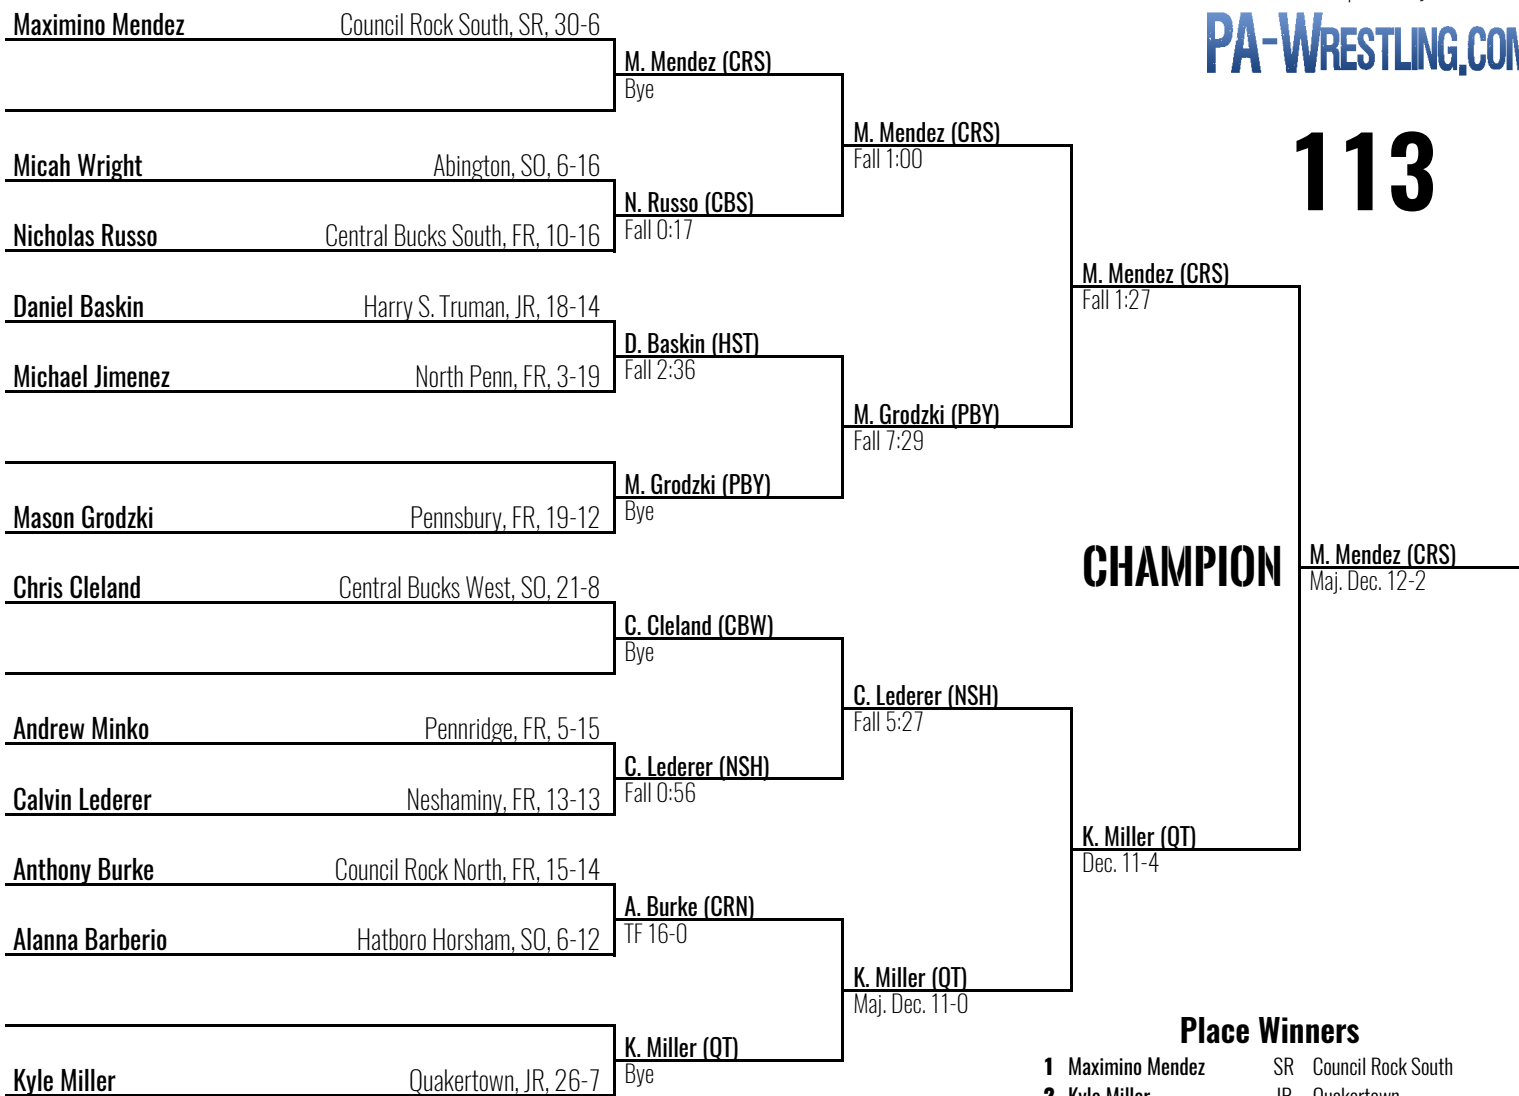 Maximino Mendez Council Rock South, SR, 30-6
M. Mendez (CRS)
Bye
PA-WRESTLING.COM
M. Mendez (CRS)
Fall 1:00
113
Micah Wright Abington, SO, 6-16
N. Russo (CBS)
Fall 0:17
Nicholas Russo Central Bucks South, FR, 10-16
M. Mendez (CRS)
Fall 1:27
Daniel Baskin Harry S. Truman, JR, 18-14
D. Baskin (HST)
Fall 2:36
Michael Jimenez North Penn, FR, 3-19
M. Grodzki (PBY)
Fall 7:29
M. Grodzki (PBY)
Bye
Mason Grodzki Pennsbury, FR, 19-12
CHAMPION
M. Mendez (CRS)
Maj. Dec. 12-2
Chris Cleland Central Bucks West, SO, 21-8
C. Cleland (CBW)
Bye
C. Lederer (NSH)
Fall 5:27
Andrew Minko Pennridge, FR, 5-15
C. Lederer (NSH)
Fall 0:56
Calvin Lederer Neshaminy, FR, 13-13
K. Miller (QT)
Dec. 11-4
Anthony Burke Council Rock North, FR, 15-14
A. Burke (CRN)
TF 16-0
Alanna Barberio Hatboro Horsham, SO, 6-12
K. Miller (QT)
Maj. Dec. 11-0
K. Miller (QT)
Bye
Kyle Miller Quakertown, JR, 26-7
Place Winners
1 Maximino Mendez SR Council Rock South
2 Kyle Miller JR Quakertown